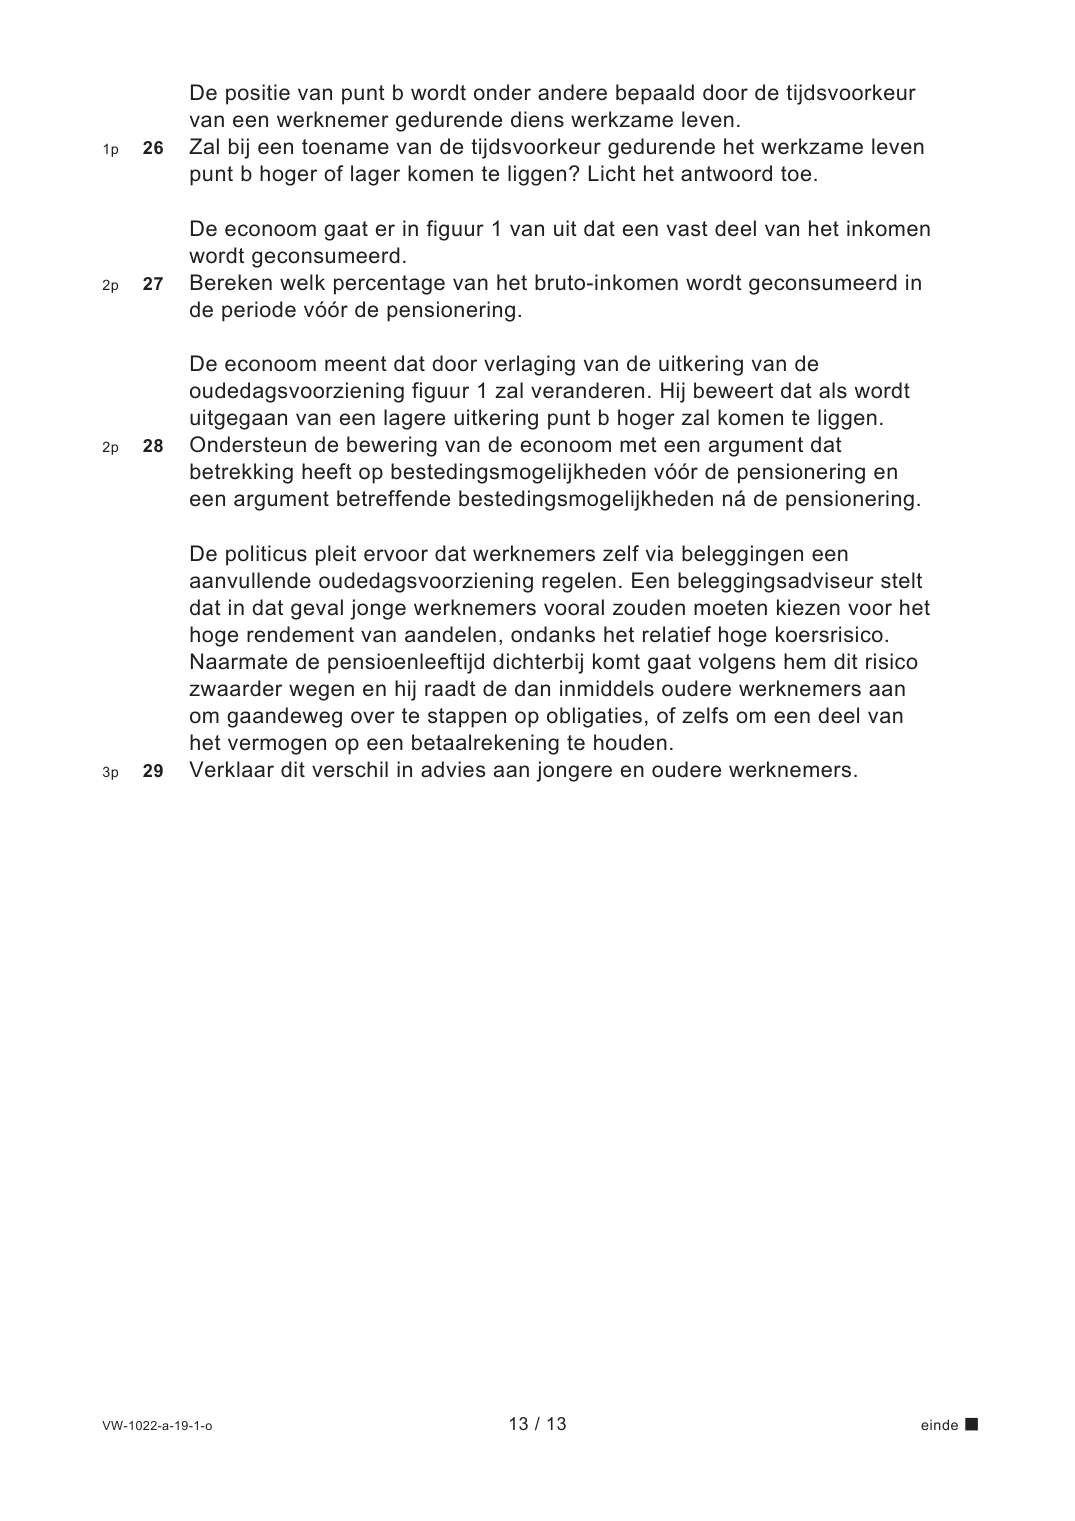 De positie van punt b wordt onder andere bepaald door de tijdsvoorkeur
van een werknemer gedurende diens werkzame leven.
1p 26 Zal bij een toename van de tijdsvoorkeur gedurende het werkzame leven
punt b hoger of lager komen te liggen? Licht het antwoord toe.
De econoom gaat er in figuur 1 van uit dat een vast deel van het inkomen
wordt geconsumeerd.
2p 27 Bereken welk percentage van het bruto-inkomen wordt geconsumeerd in
de periode vóór de pensionering.
De econoom meent dat door verlaging van de uitkering van de
oudedagsvoorziening figuur 1 zal veranderen. Hij beweert dat als wordt
uitgegaan van een lagere uitkering punt b hoger zal komen te liggen.
2p 28 Ondersteun de bewering van de econoom met een argument dat
betrekking heeft op bestedingsmogelijkheden vóór de pensionering en
een argument betreffende bestedingsmogelijkheden ná de pensionering.
De politicus pleit ervoor dat werknemers zelf via beleggingen een
aanvullende oudedagsvoorziening regelen. Een beleggingsadviseur stelt
dat in dat geval jonge werknemers vooral zouden moeten kiezen voor het
hoge rendement van aandelen, ondanks het relatief hoge koersrisico.
Naarmate de pensioenleeftijd dichterbij komt gaat volgens hem dit risico
zwaarder wegen en hij raadt de dan inmiddels oudere werknemers aan
om gaandeweg over te stappen op obligaties, of zelfs om een deel van
het vermogen op een betaalrekening te houden.
3p 29 Verklaar dit verschil in advies aan jongere en oudere werknemers.
VW-1022-a-19-1-o 13 / 13 einde ■